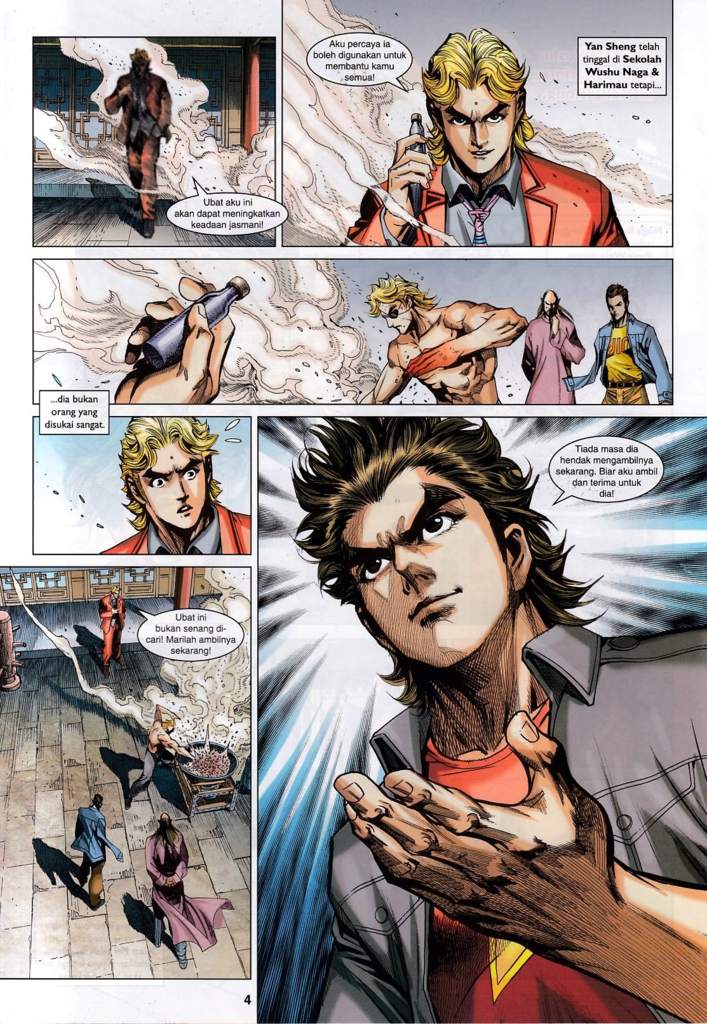 Ubat aku ini
akan dapat meningkatkan
keadaan jasmani!
Aku percaya ia
boleh digunakan untuk
membantu kamu
semua!
Yan Sheng telah
tinggal di Sekolah
Wushu Naga &
Harimau tetapi...
...dia bukan
orang yang
disukai sangat.
Ubat ini
bukan senang di-
cari! Marilah ambilnya
sekarang!
Tiada masa dia
hendak mengambilnya
sekarang. Biar aku ambil
dan terima untuk
dia!
4